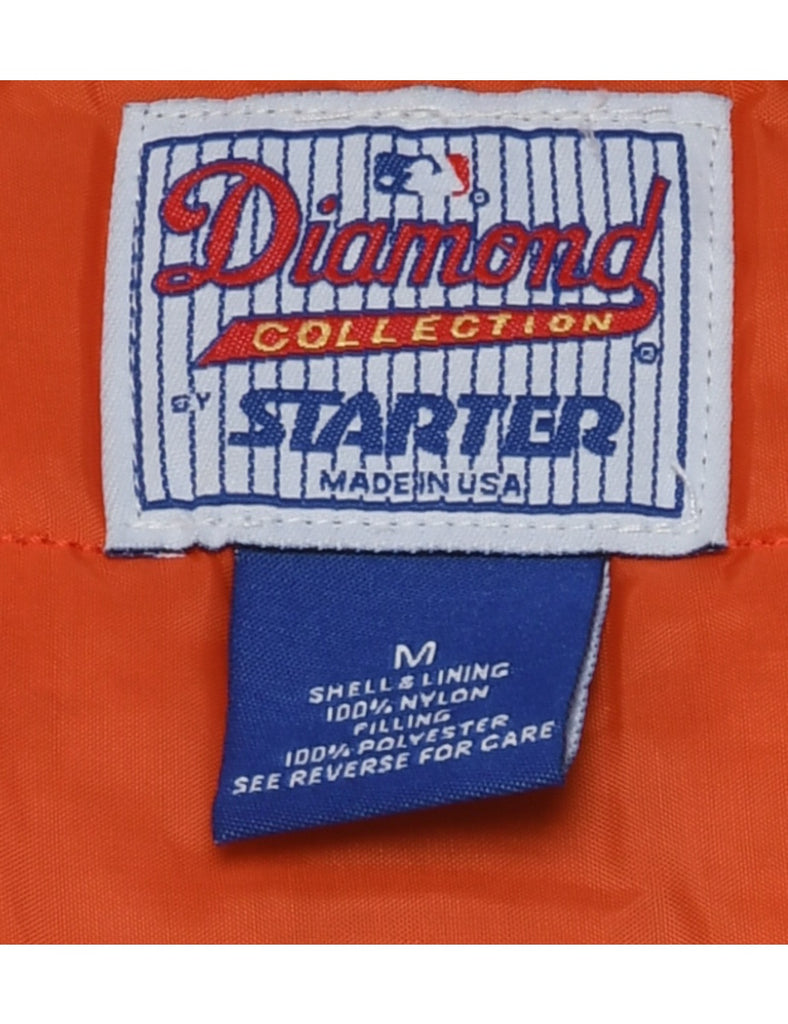 Diamond®
COLLECTION®
BY STARTER
MADE IN USA
M
SHELL & LINING
100% NYLON
FILLING
100% POLYESTER
SEE REVERSE FOR CARE